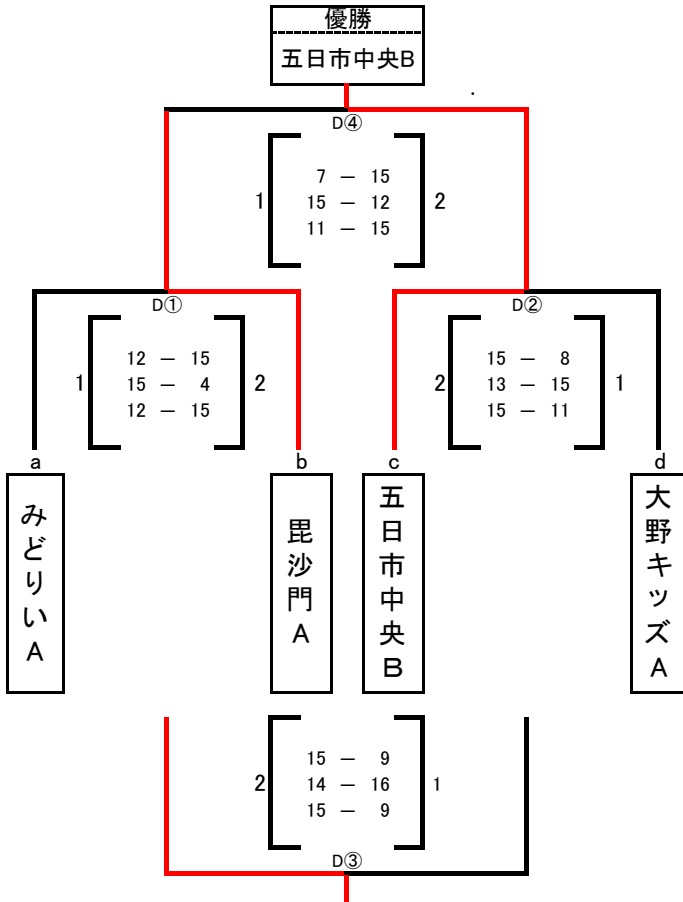 優勝
五日市中央B
D④
1 2
7 － 15
15 － 12
11 － 15
D①
1 2
12 － 15
15 － 4
12 － 15
D②
2 1
15 － 8
13 － 15
15 － 11
a b c d
みどりいA
毘沙門A
五日市中央B
大野キッズA
2 1
15 － 9
14 － 16
15 － 9
D③